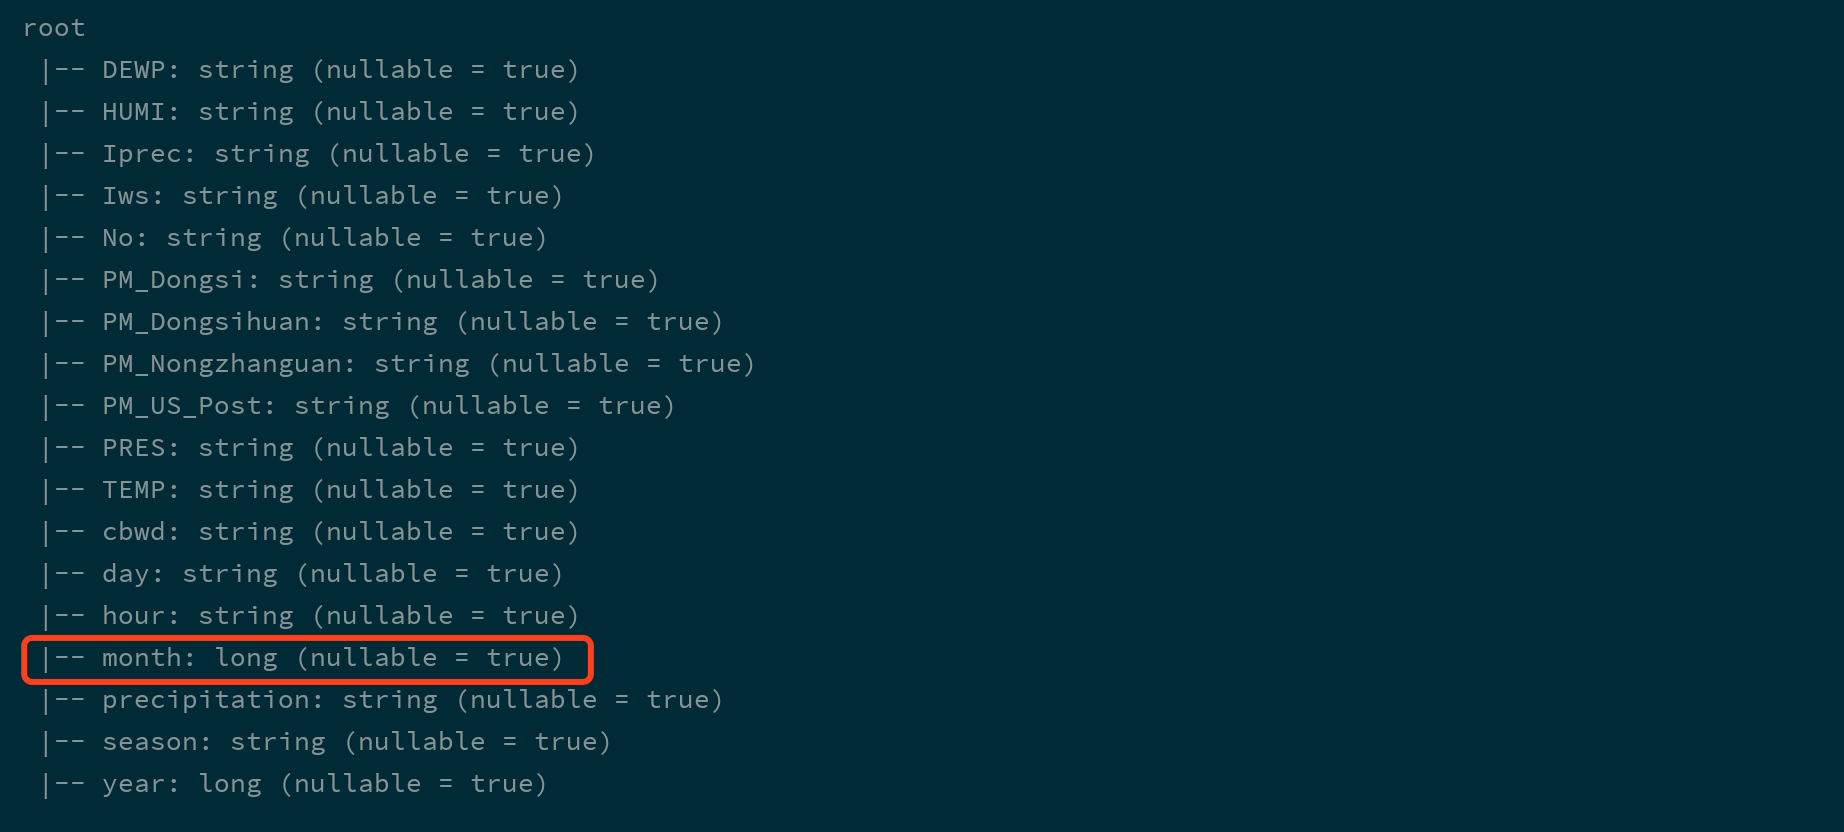 root
 |-- DEWP: string (nullable = true)
 |-- HUMI: string (nullable = true)
 |-- Iprec: string (nullable = true)
 |-- Iws: string (nullable = true)
 |-- No: string (nullable = true)
 |-- PM_Dongsi: string (nullable = true)
 |-- PM_Dongsihuan: string (nullable = true)
 |-- PM_Nongzhanguan: string (nullable = true)
 |-- PM_US_Post: string (nullable = true)
 |-- PRES: string (nullable = true)
 |-- TEMP: string (nullable = true)
 |-- cbwd: string (nullable = true)
 |-- day: string (nullable = true)
 |-- hour: string (nullable = true)
 |-- month: long (nullable = true)
 |-- precipitation: string (nullable = true)
 |-- season: string (nullable = true)
 |-- year: long (nullable = true)